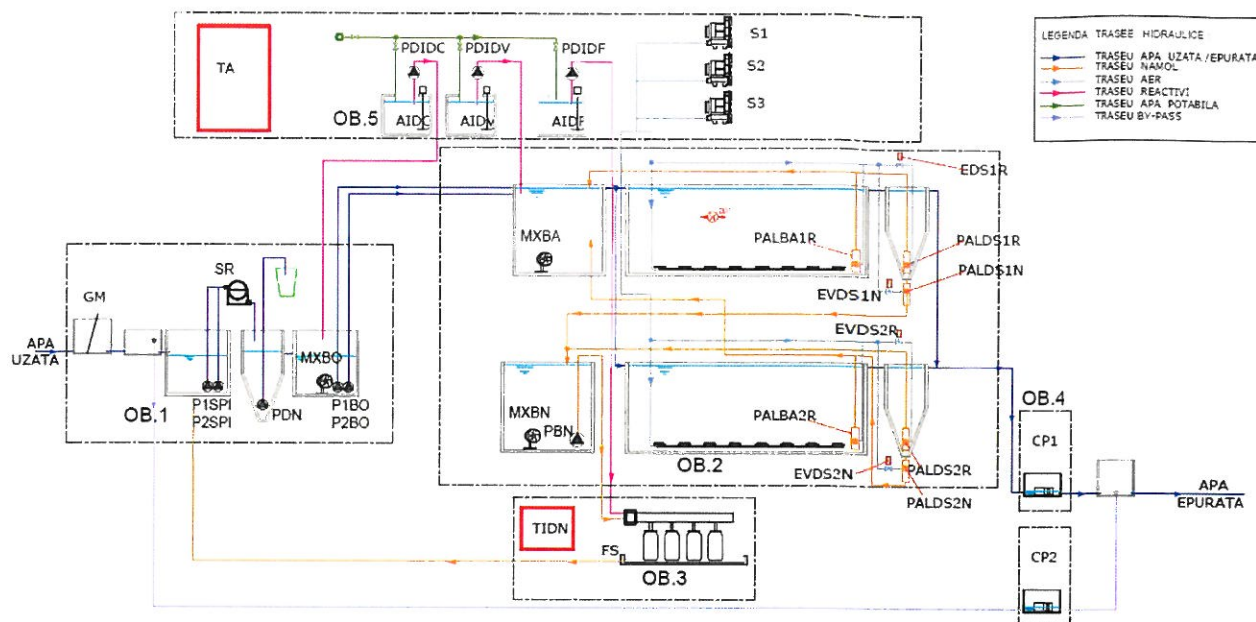 LEGENDA TRASEE HIDRAULICE
TRASEU APA UZATA/EPURATA
TRASEU NAMOL
TRASEU AER
TRASEU REACTIVI
TRASEU APA POTABILA
TRASEU BY-PASS
TA
PDIDC
PDIDV
PDIDF
S1
S2
S3
AIDC
AIDV
AIDF
OB.5
EDS1R
MXBA
PALBA1R
PALDS1R
PALDS1N
EVDS1N
EVDS2R
GM
SR
APA
UZATA
MXBO
OB.1
P1SPI
P2SPI
PDN
P1BO
P2BO
MXBN
PBN
PALBA2R
OB.2
EVDS2N
PALDS2R
PALDS2N
OB.4
CP1
APA
EPURATA
TIDN
FS
OB.3
CP2